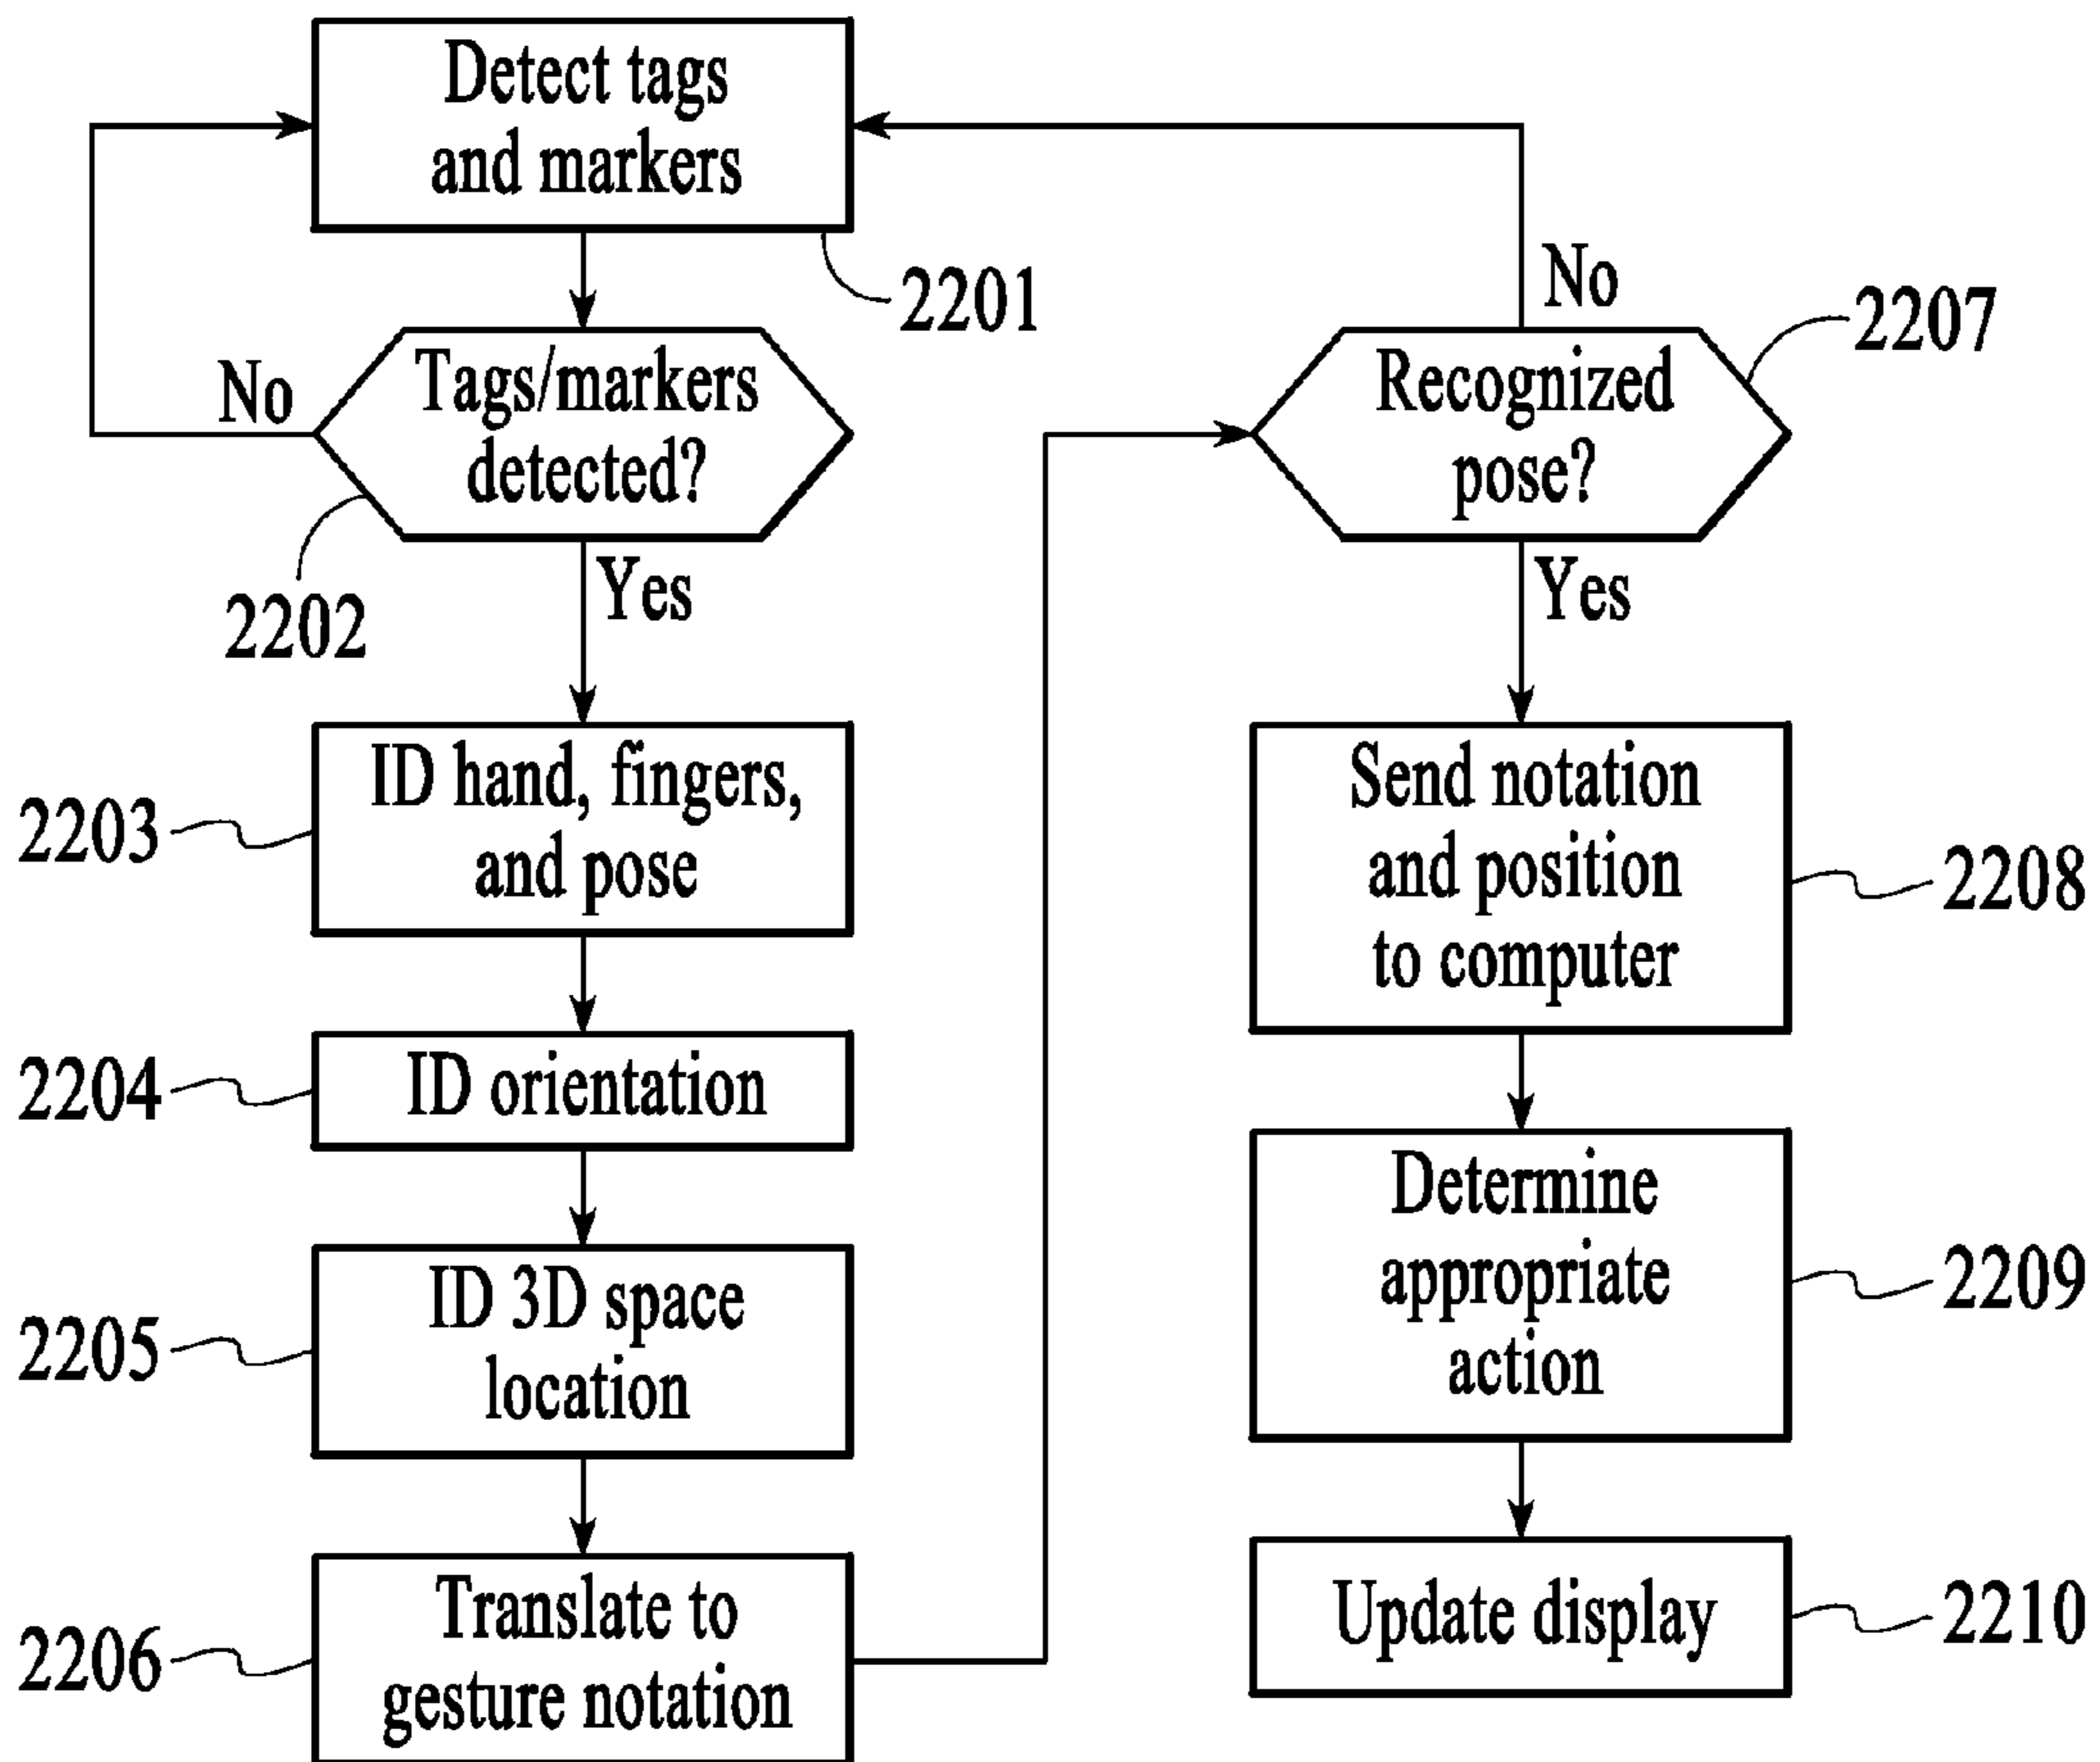 Detect tags
and markers
2201
No
Tags/markers
detected?
2202
Yes
ID hand, fingers,
and pose
2203
ID orientation
2204
ID 3D space
location
2205
Translate to
gesture notation
2206
No
Recognized
pose?
2207
Yes
Send notation
and position
to computer
2208
Determine
appropriate
action
2209
Update display
2210